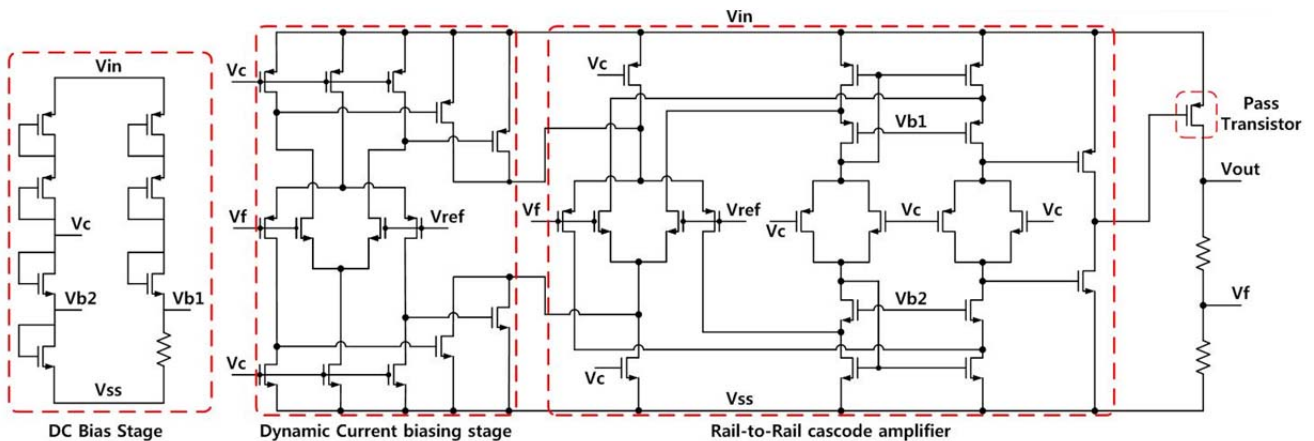 Vin
Vin
Vc
Vc
Vb1
Pass
Transistor
Vout
Vf
Vref
Vf
Vref
Vc
Vc
Vc
Vc
Vb2
Vb1
Vb2
Vf
Vc
Vc
Vss
Vss
DC Bias Stage
Dynamic Current biasing stage
Rail-to-Rail cascode amplifier